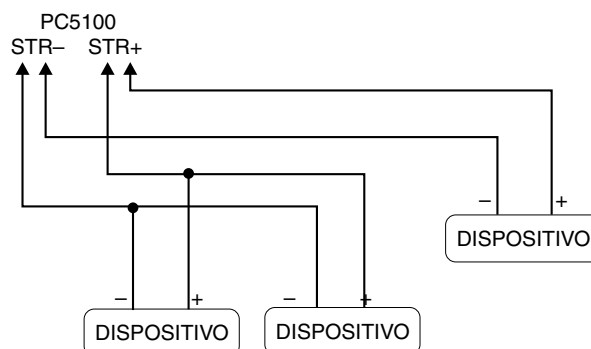 PC5100
STR– STR+
– +
DISPOSITIVO
– + – +
DISPOSITIVO DISPOSITIVO